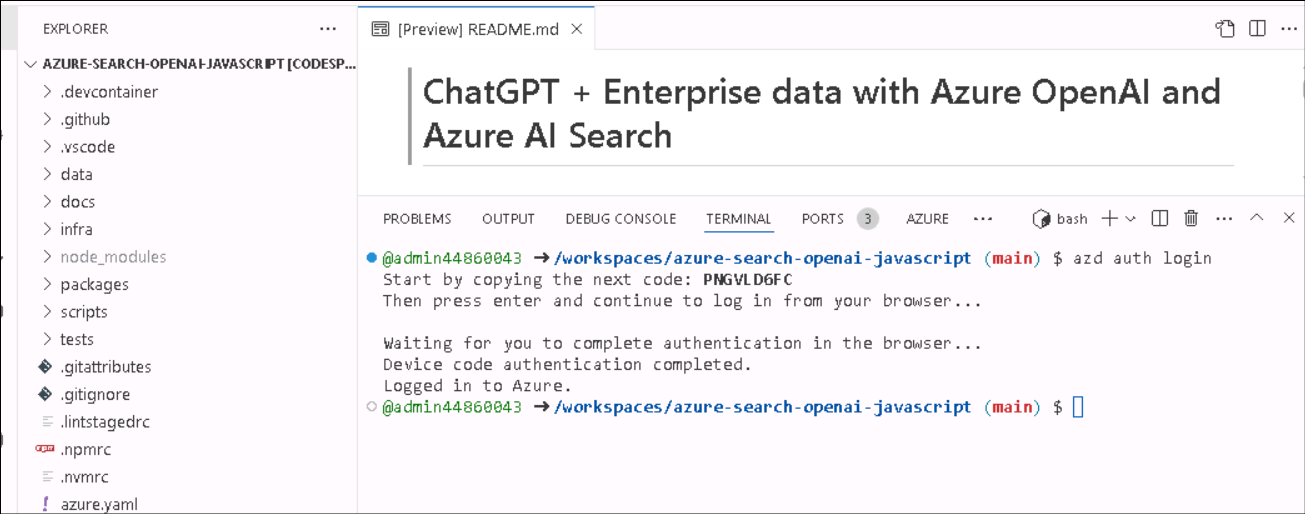 EXPLORER
[Preview] README.md
AZURE-SEARCH-OPENAI-JAVASCRIPT [CODESP...
.devcontainer
.github
.vscode
data
docs
infra
node_modules
packages
scripts
tests
.gitattributes
.gitignore
.lintstagedrc
npm .npmrc
.nvmrc
! azure.yaml
ChatGPT + Enterprise data with Azure OpenAI and
Azure AI Search
PROBLEMS OUTPUT DEBUG CONSOLE TERMINAL PORTS 3 AZURE ... bash
@admin44860043 ➜ /workspaces/azure-search-openai-javascript (main) $ azd auth login
Start by copying the next code: PNGVLD6FC
Then press enter and continue to log in from your browser...
Waiting for you to complete authentication in the browser...
Device code authentication completed.
Logged in to Azure.
@admin44860043 ➜ /workspaces/azure-search-openai-javascript (main) $